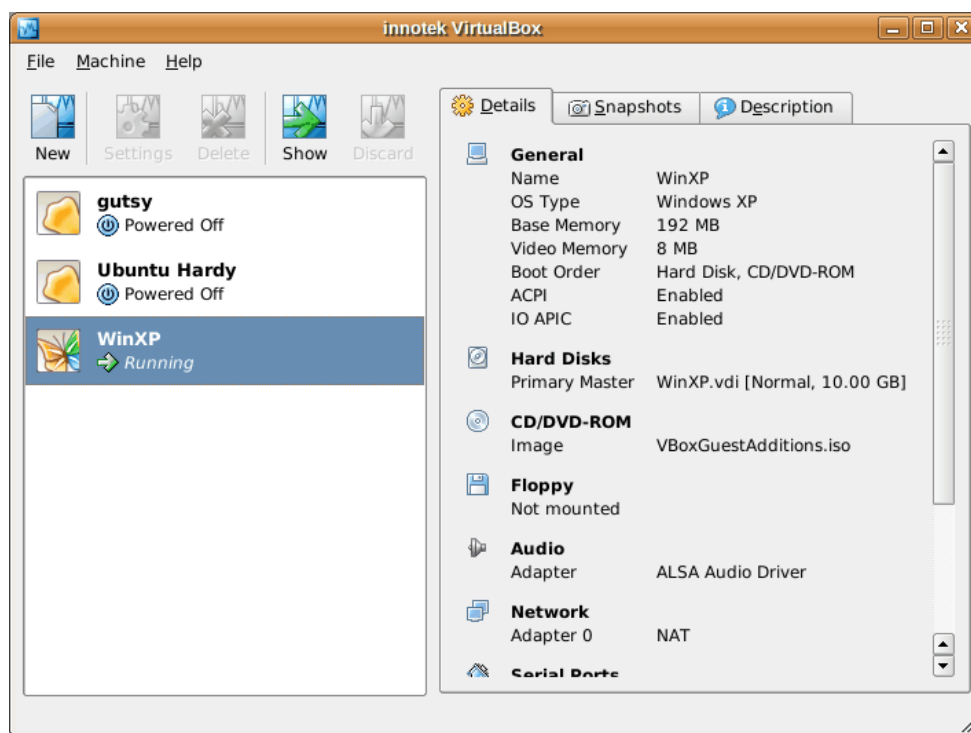 innotek VirtualBox
File Machine Help
New Settings Delete Show Discard
gutsy
Powered Off
Ubuntu Hardy
Powered Off
WinXP
Running
Details Snapshots Description
General
Name WinXP
OS Type Windows XP
Base Memory 192 MB
Video Memory 8 MB
Boot Order Hard Disk, CD/DVD-ROM
ACPI Enabled
IO APIC Enabled
Hard Disks
Primary Master WinXP.vdi [Normal, 10.00 GB]
CD/DVD-ROM
Image VBoxGuestAdditions.iso
Floppy
Not mounted
Audio
Adapter ALSA Audio Driver
Network
Adapter 0 NAT
Serial Ports